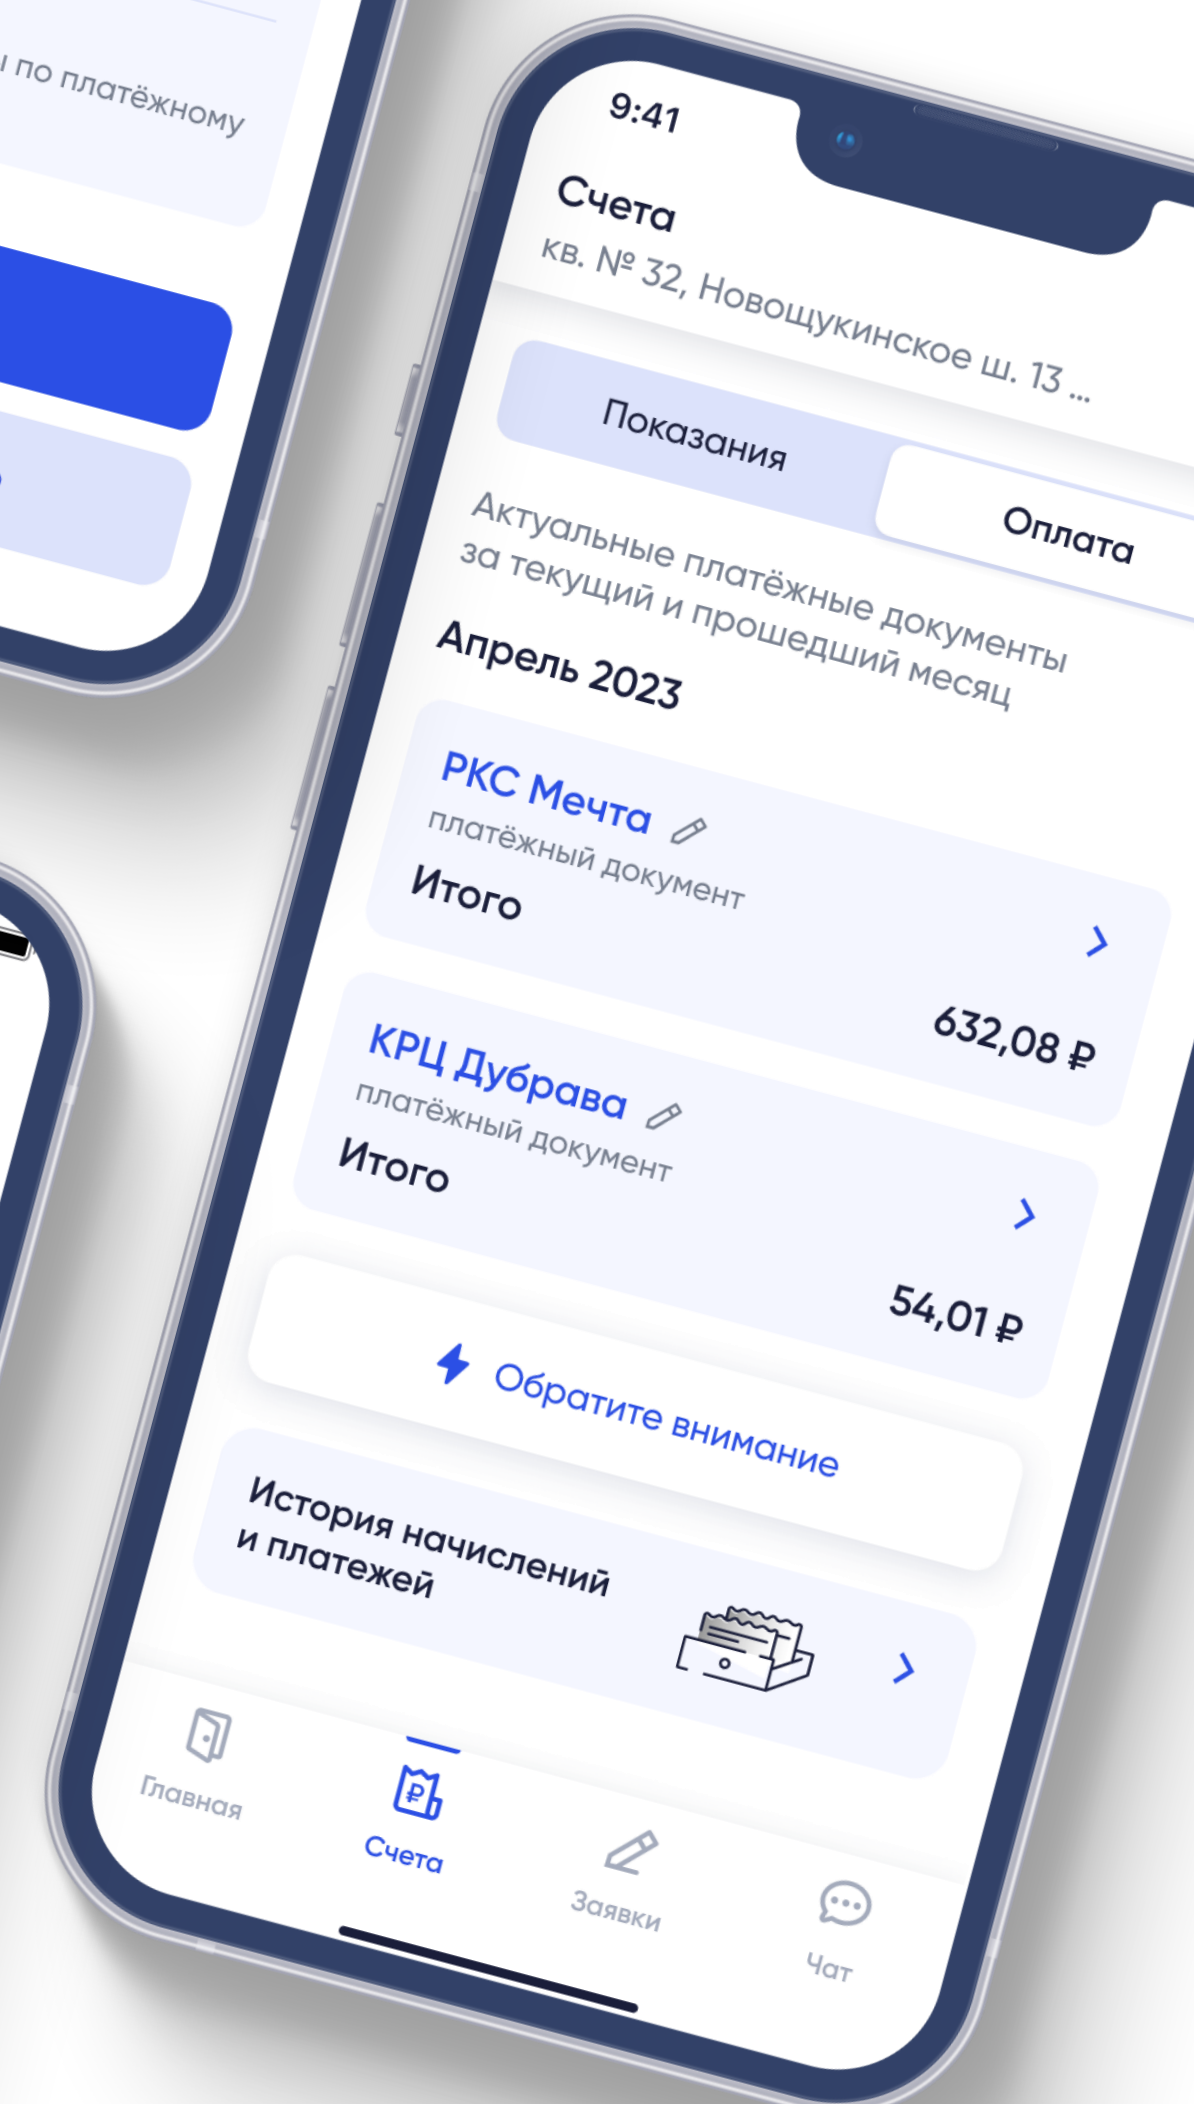 по платёжному
9:41
Счета
кв. № 32, Новощукинское ш. 13 ...
Показания
Оплата
Актуальные платёжные документы
за текущий и прошедший месяц
Апрель 2023
РКС Мечта
платёжный документ
Итого
632,08 ₽
КРЦ Дубрава
платёжный документ
Итого
54,01 ₽
Обратите внимание
История начислений
и платежей
Главная
Счета
Заявки
Чат